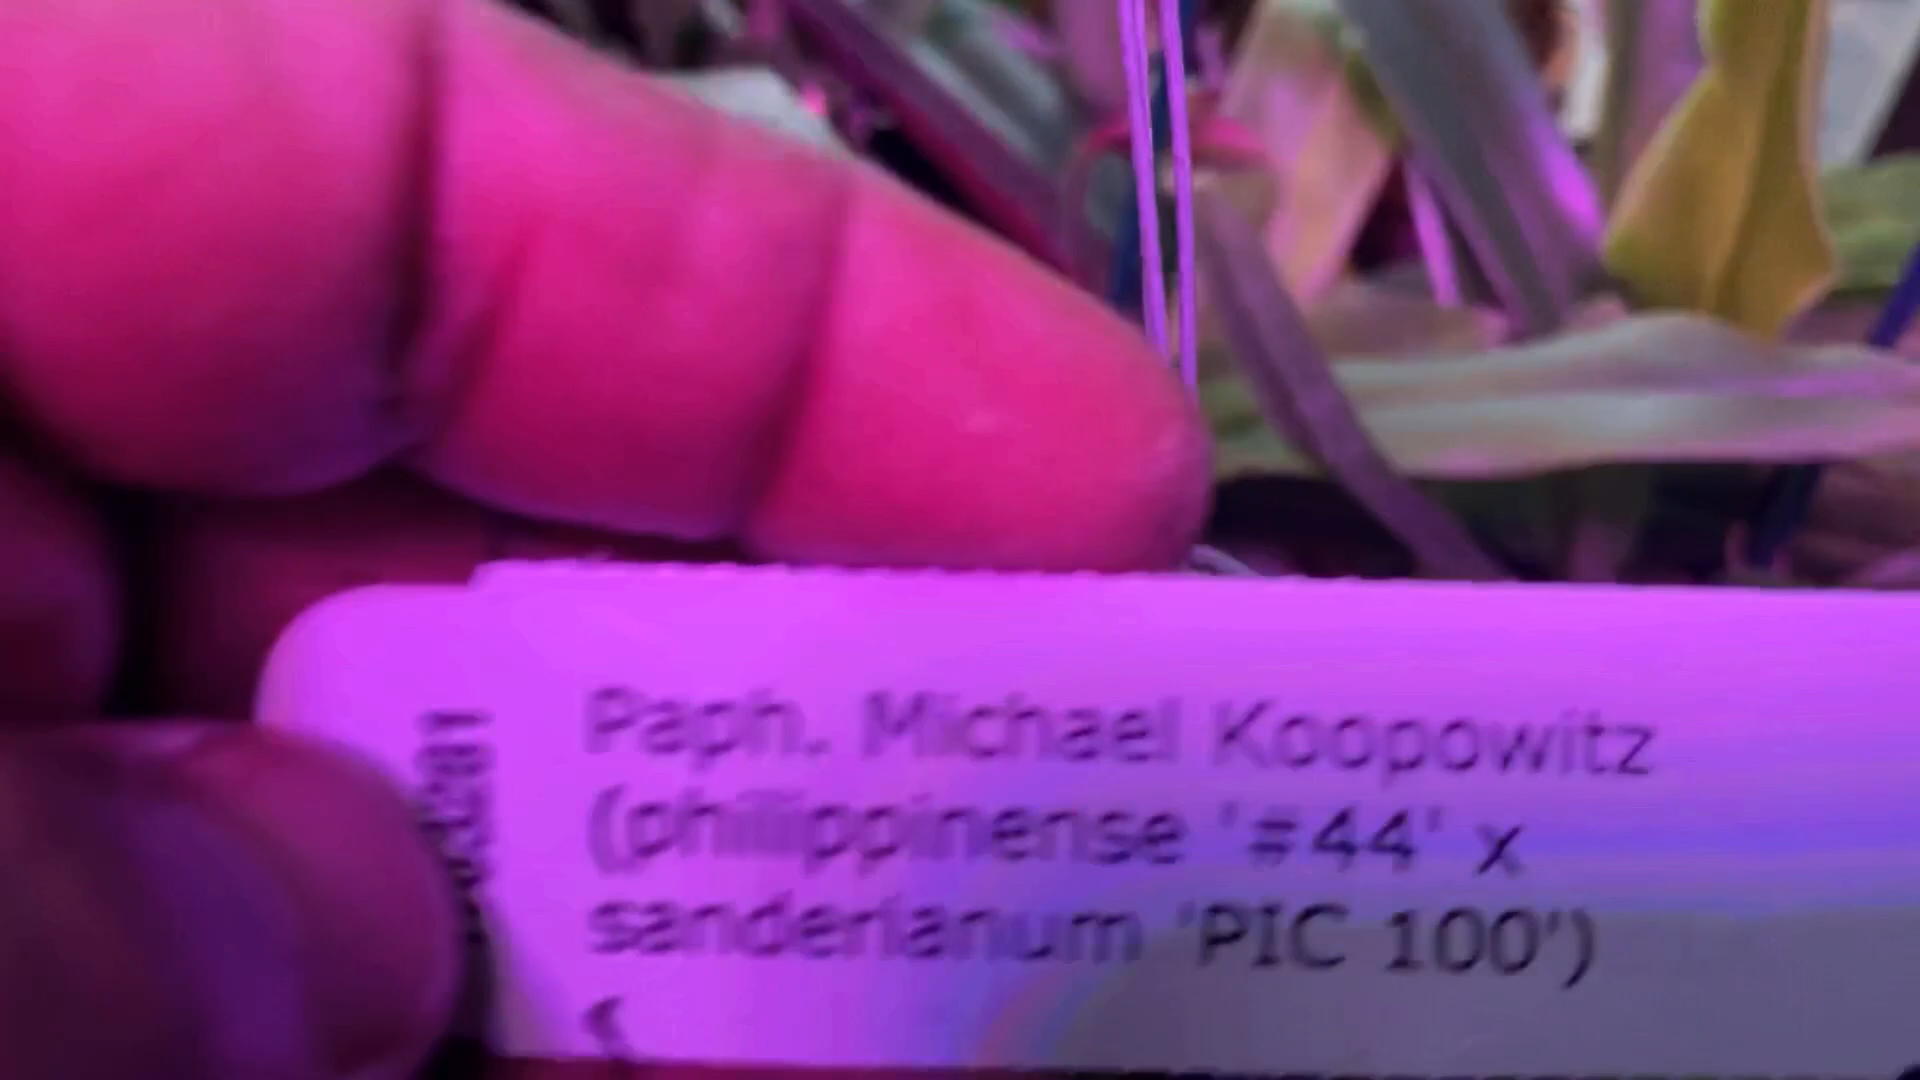 Paph. Michael Koopowitz
(philippinense '#44' x
sanderianum 'PIC 100')